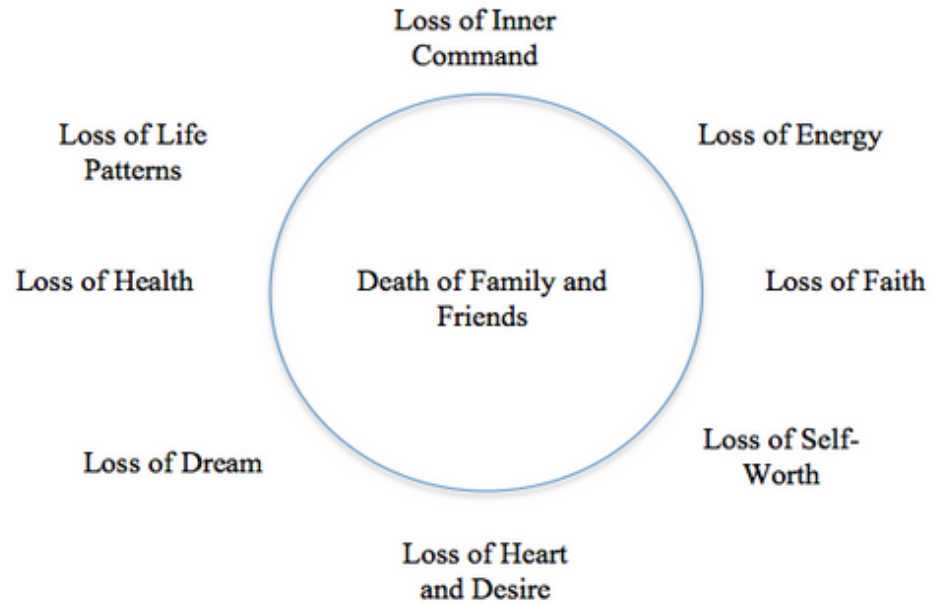 Loss of Inner
Command
Loss of Life
Patterns
Loss of Energy
Loss of Health
Death of Family and
Friends
Loss of Faith
Loss of Dream
Loss of Self-
Worth
Loss of Heart
and Desire